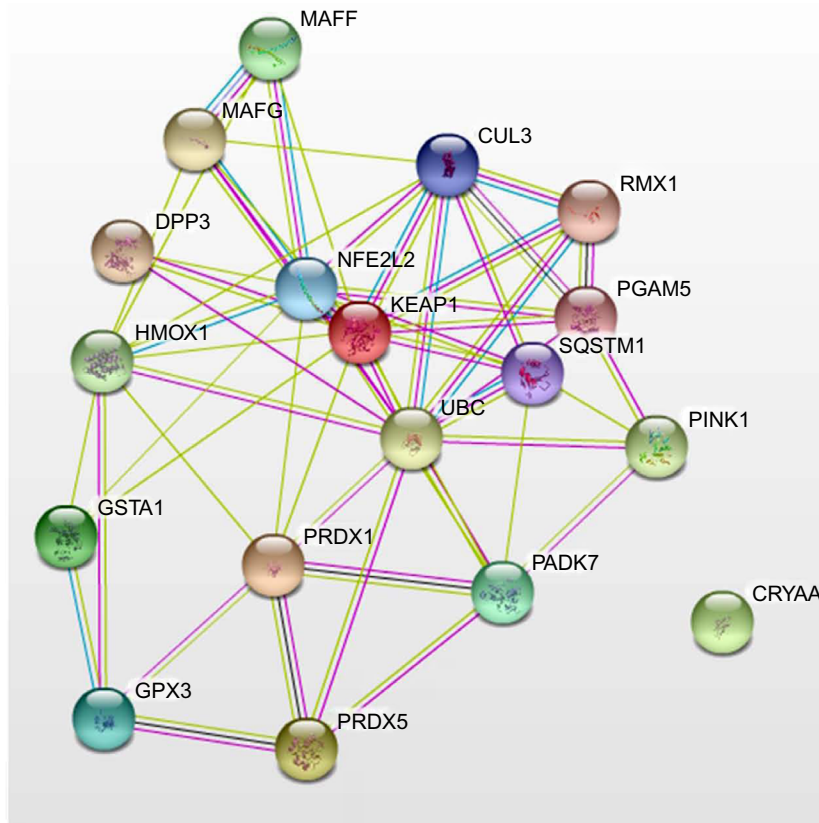 MAFF
MAFG
CUL3
RMX1
DPP3
NFE2L2
PGAM5
KEAP1
HMOX1
SQSTM1
UBC
PINK1
GSTA1
PRDX1
PADK7
CRYAA
GPX3
PRDX5